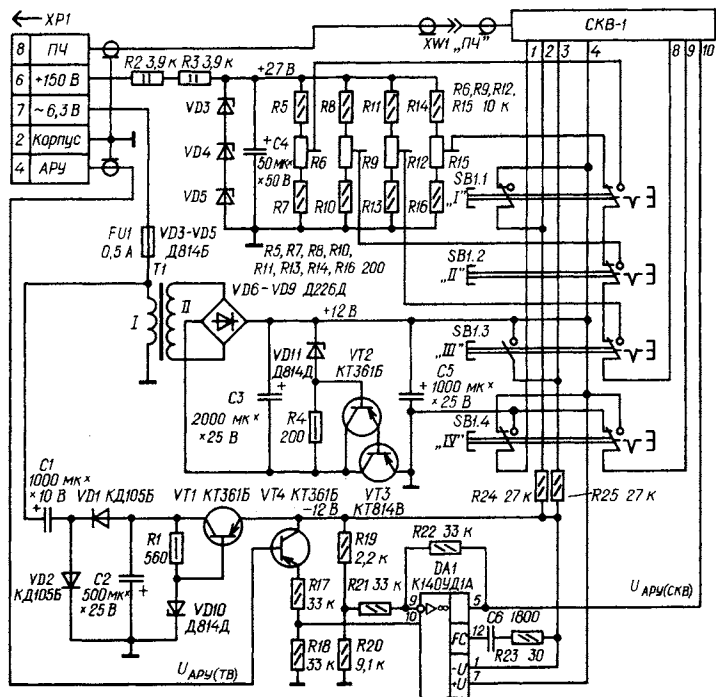 XP1
СКВ-1
8 ПЧ
6 +150 В
7 ~6,3 В
2 Корпус
4 АРУ
XW1 „ПЧ"
1 2 3 4 8 9 10
R2 3,9 к R3 3,9 к
+27 В
VD3
VD4
VD5
+ C4
50 мк ×
×50 В
R5
R8
R11
R14
R6, R9, R12,
R15 10 к
R6
R9
R12
R15
R7
R10
R13
R16
SB1.1
„I"
SB1.2
„II"
SB1.3
„III"
SB1.4
„IV"
FU1
0,5 А
VD3-VD5
Д814Б
R5, R7, R8, R10,
R11, R13, R14, R16 200
T1
I
II
VD6-VD9 Д226Д
+12 В
VD11
Д814Д
VT2
КТ361Б
C5
+ 1000 мк ×
×25 В
C3
+
2000 мк ×
×25 В
R4
200
VT3
КТ814В
C1
1000 мк ×
×10 В
+
VD1 КД105Б
VT1 КТ361Б
VT4 КТ361Б
-12 В
R24 27 к
R25 27 к
R1
560
VD2
КД105Б
C2
500 мк ×
×25 В
+
VD10
Д814Д
R17
33 к
R18
33 к
R19
2,2 к
R20
9,1 к
R21 33 к
R22 33 к
DA1
К140УД1А
9
10
▷∞
FC
-U
+U
5
12
1
7
C6 1800
R23 30
U АРУ(СКВ)
U АРУ(ТВ)